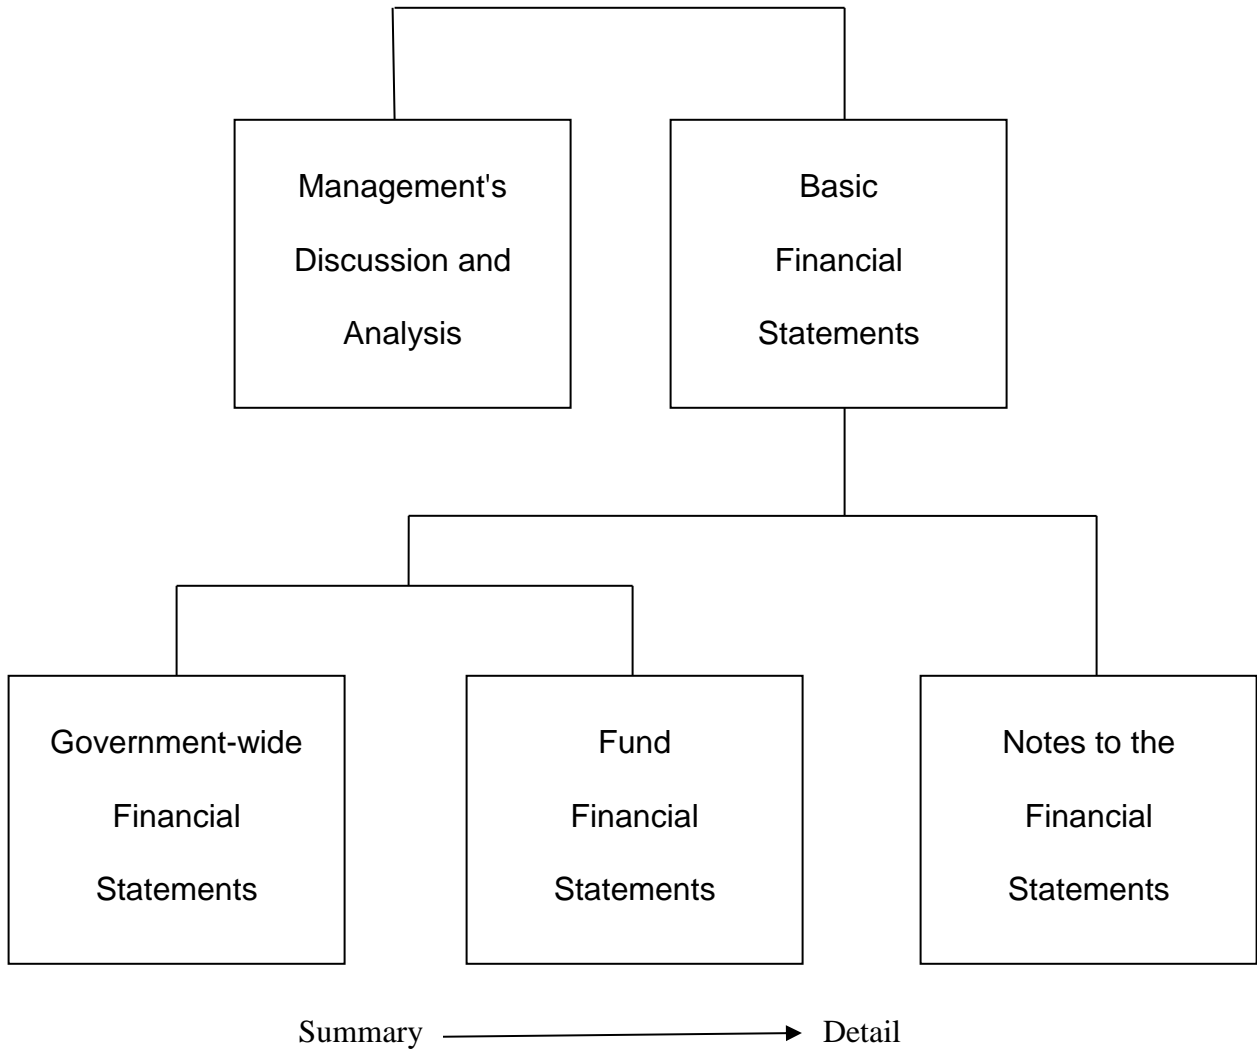 Management's
Discussion and
Analysis
Basic
Financial
Statements
Government-wide
Financial
Statements
Fund
Financial
Statements
Notes to the
Financial
Statements
Summary
Detail